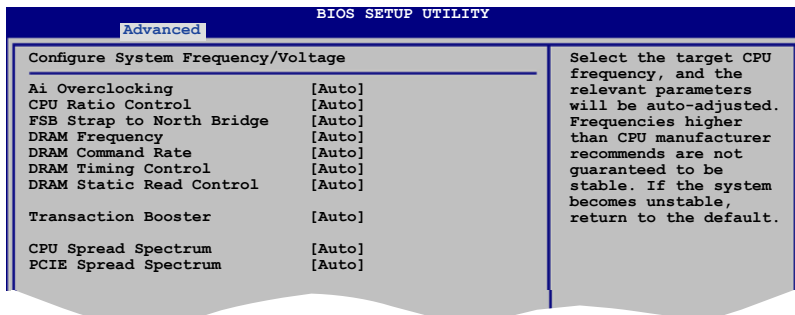 BIOS SETUP UTILITY
Advanced
Configure System Frequency/Voltage
Ai Overclocking [Auto]
CPU Ratio Control [Auto]
FSB Strap to North Bridge [Auto]
DRAM Frequency [Auto]
DRAM Command Rate [Auto]
DRAM Timing Control [Auto]
DRAM Static Read Control [Auto]
Transaction Booster [Auto]
CPU Spread Spectrum [Auto]
PCIE Spread Spectrum [Auto]
Select the target CPU
frequency, and the
relevant parameters
will be auto-adjusted.
Frequencies higher
than CPU manufacturer
recommends are not
guaranteed to be
stable. If the system
becomes unstable,
return to the default.